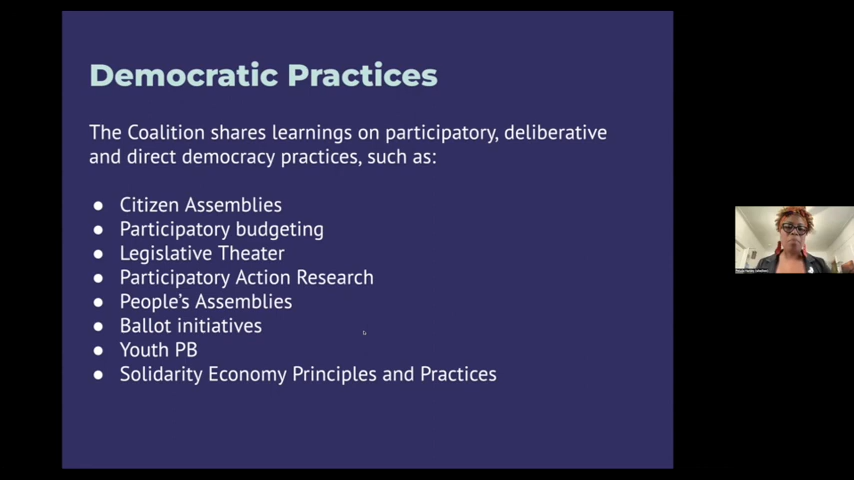 Democratic Practices
The Coalition shares learnings on participatory, deliberative
and direct democracy practices, such as:
● Citizen Assemblies
● Participatory budgeting
● Legislative Theater
● Participatory Action Research
● People's Assemblies
● Ballot initiatives
● Youth PB
● Solidarity Economy Principles and Practices